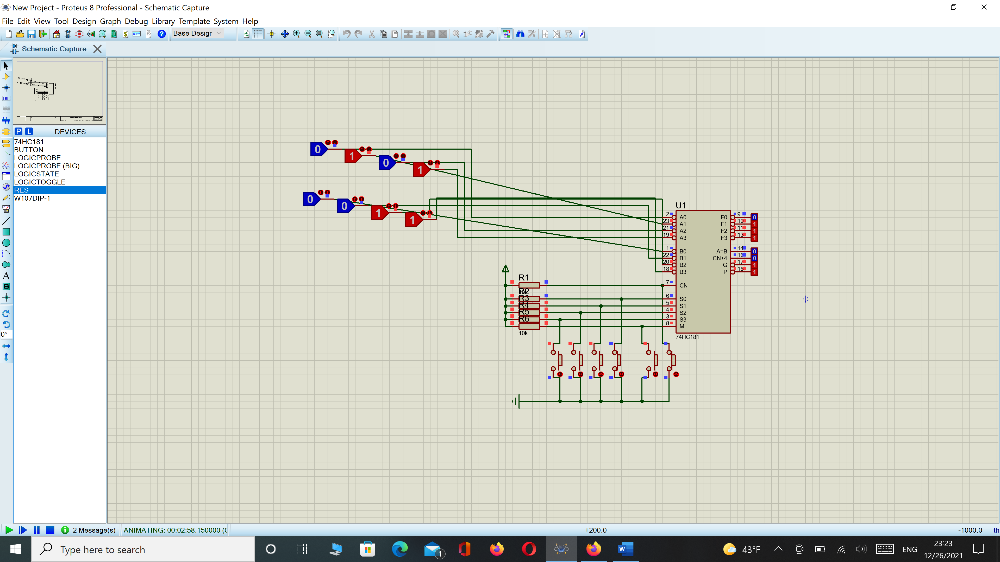 New Project - Proteus 8 Professional - Schematic Capture
File Edit View Tool Design Graph Debug Library Template System Help
Base Design
Schematic Capture
LBL
P L DEVICES
74HC181
BUTTON
LOGICPROBE
LOGICPROBE (BIG)
LOGICSTATE
LOGICTOGGLE
RES
W107DIP-1
A
S
0°
0
1
0
1
0
0
1
1
U1
2 A0 F0 9 0
23 A1 F1 10 1
21 A2 F2 11 1
19 A3 F3 13 1
1 B0 A=B 14 0
22 B1 CN+4 16 0
20 B2 G 17 1
18 B3 P 15 1
R1
7 CN
R2
R3
6 S0
R4
5 S1
R5
4 S2
R6
3 S3
8 M
10k
74HC181
2 Message(s) ANIMATING: 00:02:58.150000 (C +200.0 -1000.0 th
Type here to search
1
W
43°F
ENG
23:23
12/26/2021